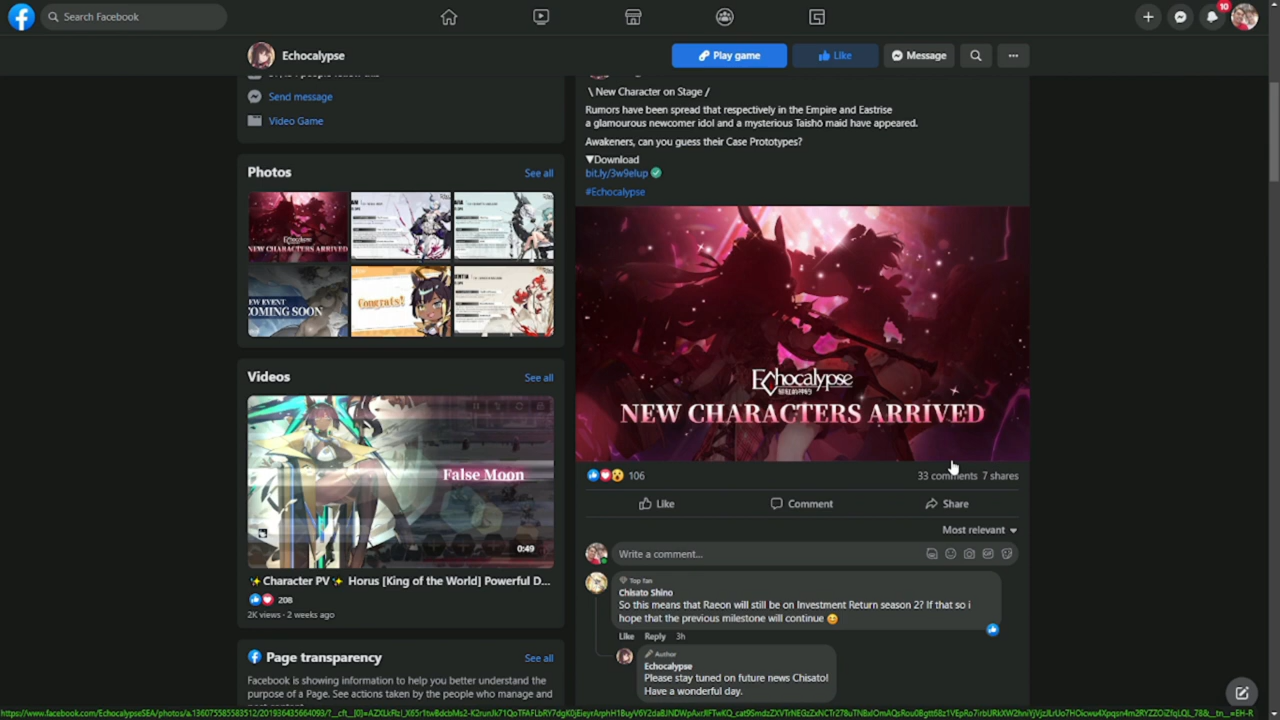 Search Facebook
10
Echocalypse
Play game
Like
Message
Send message
Video Game
Photos
See all
Echocalypse
NEW CHARACTERS ARRIVED
EW EVENT
COMING SOON
Congrats!
Videos
See all
False Moon
0:49
✨Character PV✨ Horus [King of the World] Powerful D...
208
2K views · 2 weeks ago
Page transparency
See all
Facebook is showing information to help you better understand the
purpose of a Page. See actions taken by the people who manage and
\ New Character on Stage /
Rumors have been spread that respectively in the Empire and Eastrise
a glamourous newcomer idol and a mysterious Taishō maid have appeared.
Awakeners, can you guess their Case Prototypes?
▼Download
bit.ly/3w9elup
#Echocalypse
Echocalypse
NEW CHARACTERS ARRIVED
106
33 comments 7 shares
Like
Comment
Share
Most relevant
Write a comment...
Top fan
Chisato Shino
So this means that Raeon will still be on Investment Return season 2? If that so i
hope that the previous milestone will continue 😊
Like Reply 3h
Author
Echocalypse
Please stay tuned on future news Chisato!
Have a wonderful day.